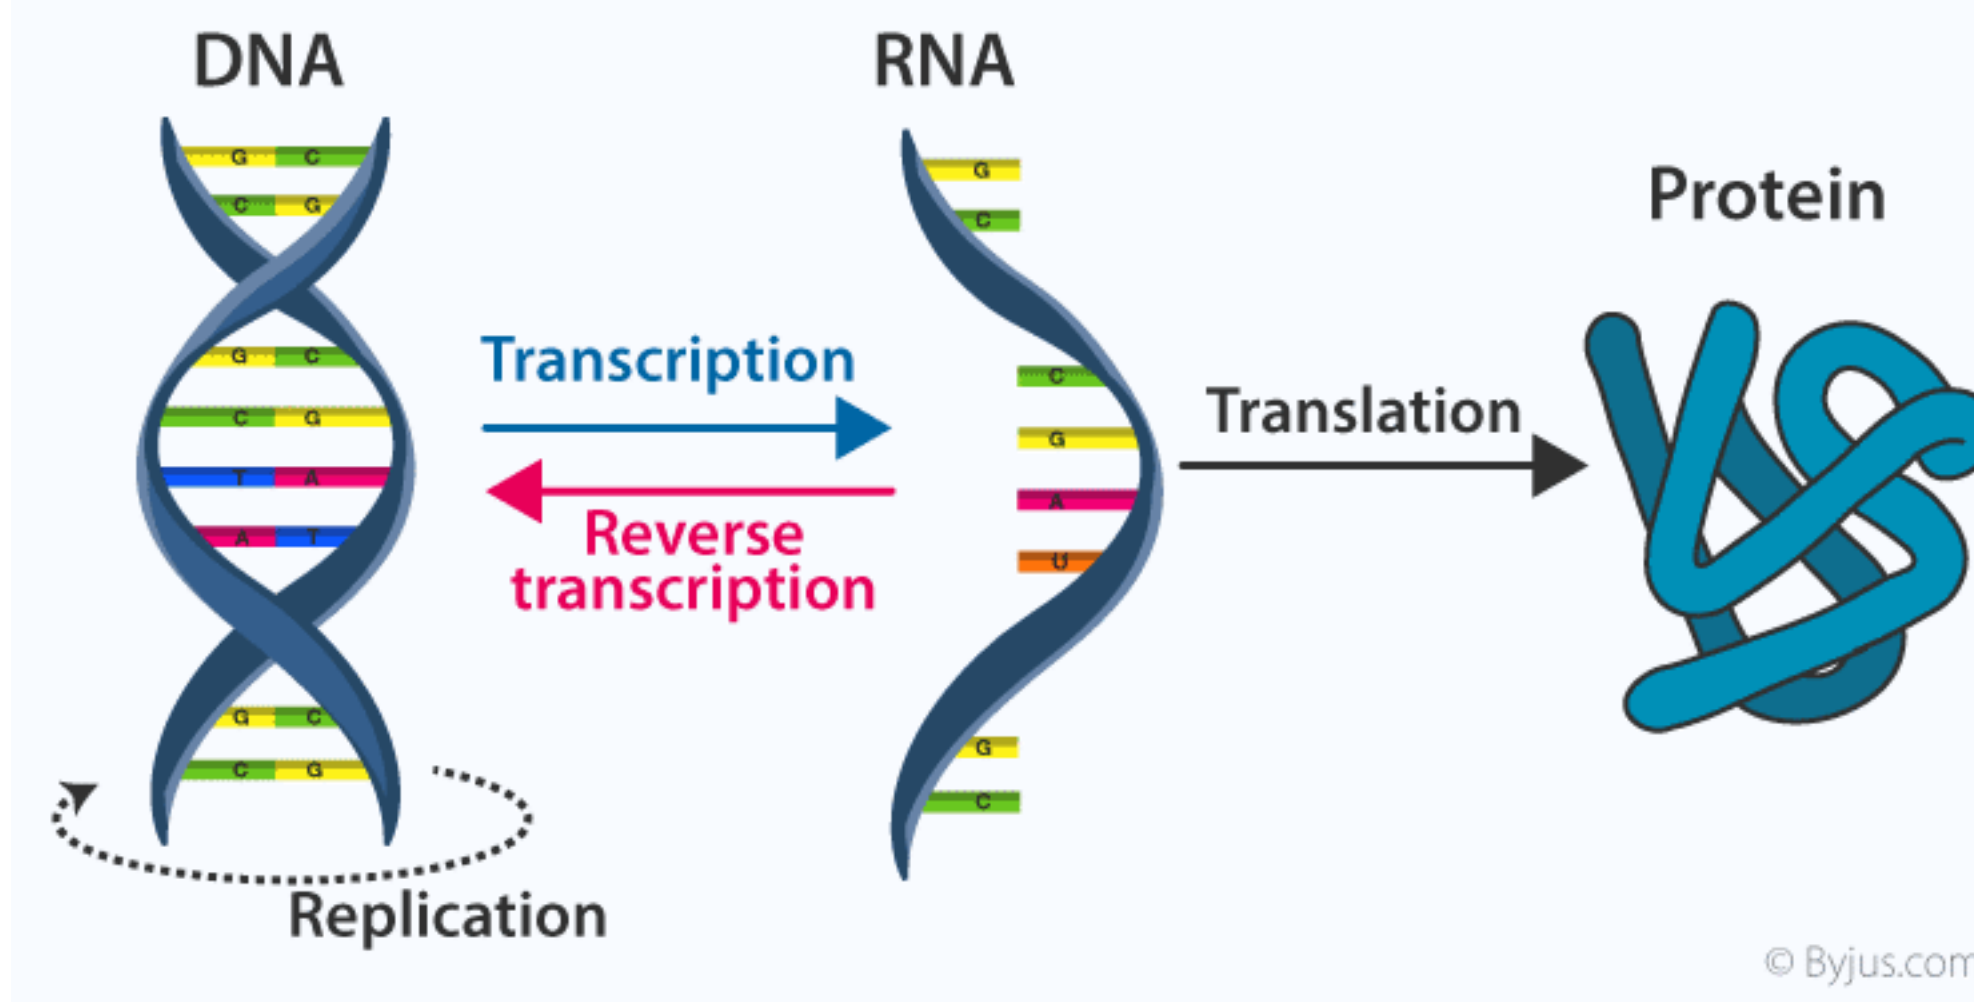 DNA
RNA
Protein
G C
C G
G C
C G
T A
A T
G C
C G
G
C
C
G
A
U
G
C
Transcription
Reverse
transcription
Translation
Replication
© Byjus.com